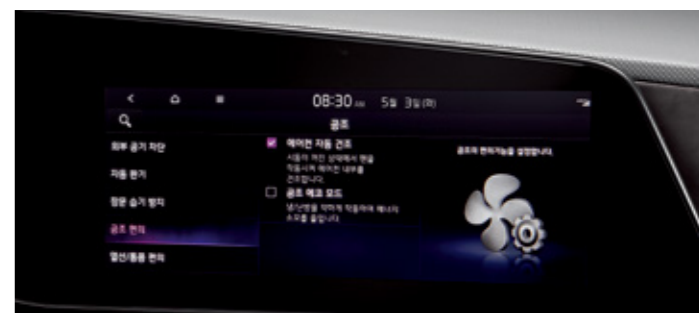 08:30 AM 5월 3일(화)
공조
외부 공기 차단
자동 환기
창문 습기 방지
공조 편의
열선/통풍 편의
에어컨 자동 건조
시동이 꺼진 상태에서 팬을
작동시켜 에어컨 내부를
건조합니다.
공조 에코 모드
냉/난방을 약하게 작동하여 에너지
소모를 줄입니다.
공조의 편의기능을 설정합니다.